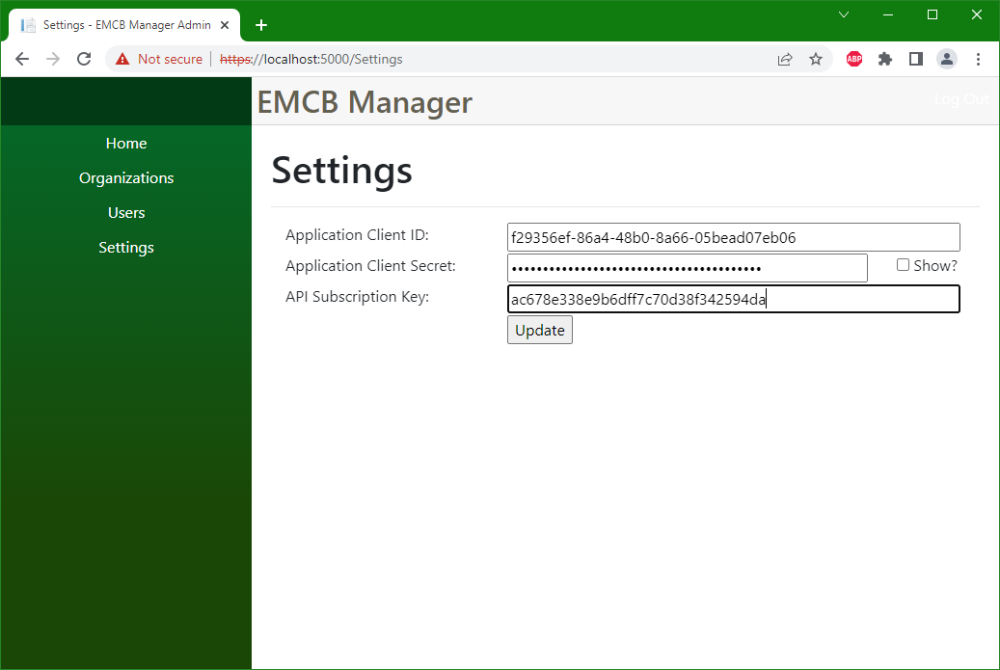 Settings - EMCB Manager Admin
Not secure https://localhost:5000/Settings ABP
EMCB Manager Log Out
Home
Organizations
Users
Settings
Settings
Application Client ID: f29356ef-86a4-48b0-8a66-05bead07eb06
Application Client Secret: •••••••••••••••••••••••••••••••••••••••• Show?
API Subscription Key: ac678e338e9b6dff7c70d38f342594da
Update